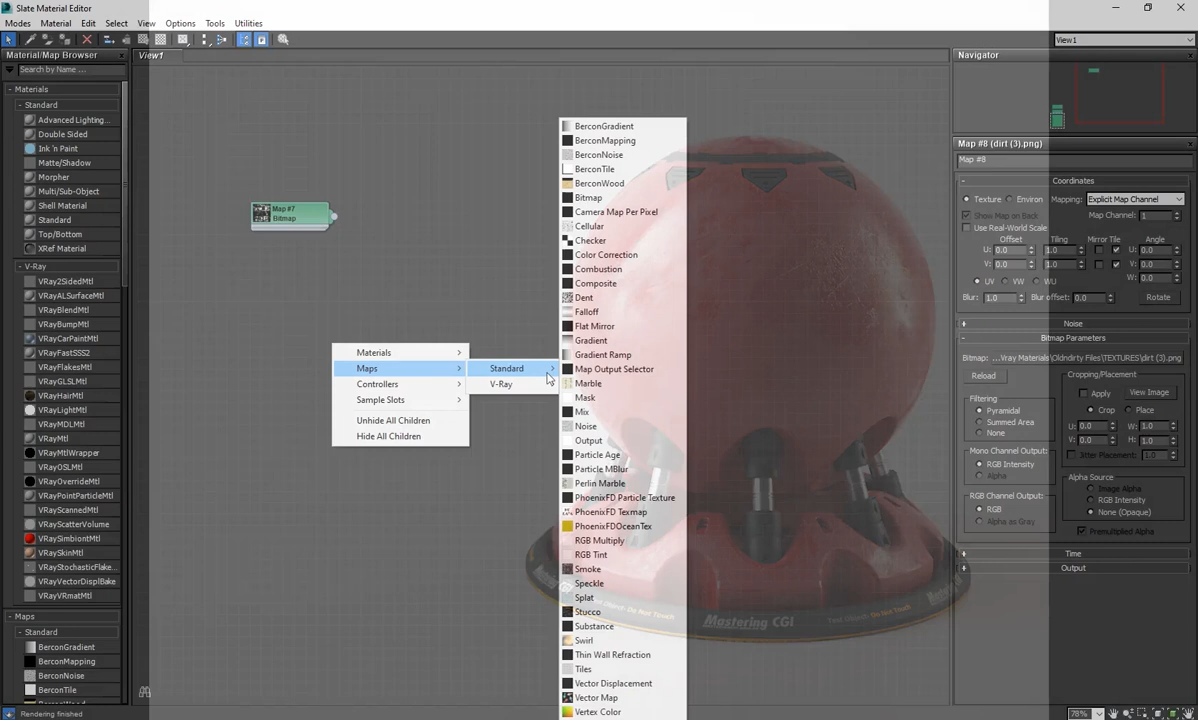 Slate Material Editor
Modes Material Edit Select View Options Tools Utilities
View1
Material/Map Browser
View1
Navigator
Search by Name ...
- Materials
- Standard
Advanced Lighting...
Double Sided
Ink 'n Paint
Matte/Shadow
Morpher
Multi/Sub-Object
Shell Material
Standard
Top/Bottom
XRef Material
- V-Ray
VRay2SidedMtl
VRayALSurfaceMtl
VRayBlendMtl
VRayBumpMtl
VRayCarPaintMtl
VRayFastSSS2
VRayFlakesMtl
VRayGLSLMtl
VRayHairMtl
VRayLightMtl
VRayMDLMtl
VRayMtl
VRayMtlWrapper
VRayOSLMtl
VRayOverrideMtl
VRayPointParticleMtl
VRayScannedMtl
VRayScatterVolume
VRaySimbiontMtl
VRaySkinMtl
VRayStochasticFlake...
VRayVectorDisplBake
VRayVRmatMtl
- Maps
- Standard
BerconGradient
BerconMapping
BerconNoise
BerconTile
Rendering finished
Map #7
Bitmap
Materials
Maps
Controllers
Sample Slots
Unhide All Children
Hide All Children
Standard
V-Ray
BerconGradient
BerconMapping
BerconNoise
BerconTile
BerconWood
Bitmap
Camera Map Per Pixel
Cellular
Checker
Color Correction
Combustion
Composite
Dent
Falloff
Flat Mirror
Gradient
Gradient Ramp
Map Output Selector
Marble
Mask
Mix
Noise
Output
Particle Age
Particle MBlur
Perlin Marble
PhoenixFD Particle Texture
PhoenixFD Texmap
PhoenixFDOceanTex
RGB Multiply
RGB Tint
Smoke
Speckle
Splat
Stucco
Substance
Swirl
Thin Wall Refraction
Tiles
Vector Displacement
Vector Map
Vertex Color
Mastering CGI
Map #8 (dirt (3).png)
Map #8
- Coordinates
Texture Environ Mapping: Explicit Map Channel
Show Map on Back Map Channel: 1
Use Real-World Scale
Offset Tiling Mirror Tile Angle
U: 0.0 1.0 U: 0.0
V: 0.0 1.0 V: 0.0
UV VW WU W: 0.0
Blur: 1.0 Blur offset: 0.0 Rotate
+ Noise
- Bitmap Parameters
Bitmap: ...Vray Materials\Oldndirty Files\TEXTURES\dirt (3).png
Reload
Cropping/Placement
Apply View Image
Crop Place
U: 0.0 W: 1.0
V: 0.0 H: 1.0
Jitter Placement: 1.0
Filtering
Pyramidal
Summed Area
None
Mono Channel Output:
RGB Intensity
Alpha
RGB Channel Output:
RGB
Alpha as Gray
Alpha Source
Image Alpha
RGB Intensity
None (Opaque)
Premultiplied Alpha
+ Time
+ Output
78%